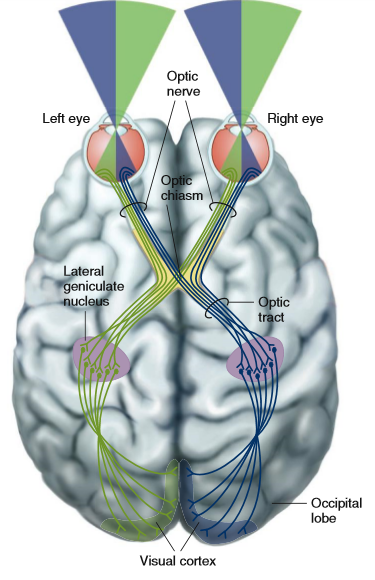 Optic
nerve
Left eye
Right eye
Optic
chiasm
Lateral
geniculate
nucleus
Optic
tract
Occipital
lobe
Visual cortex